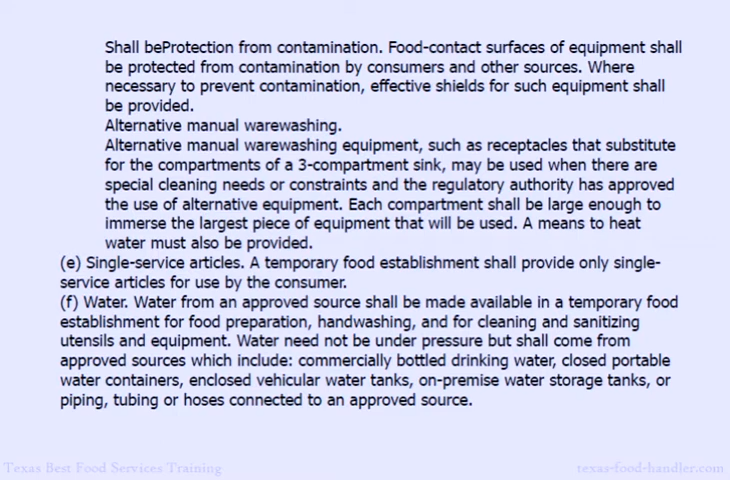 Shall beProtection from contamination. Food-contact surfaces of equipment shall
be protected from contamination by consumers and other sources. Where
necessary to prevent contamination, effective shields for such equipment shall
be provided.
Alternative manual warewashing.
Alternative manual warewashing equipment, such as receptacles that substitute
for the compartments of a 3-compartment sink, may be used when there are
special cleaning needs or constraints and the regulatory authority has approved
the use of alternative equipment. Each compartment shall be large enough to
immerse the largest piece of equipment that will be used. A means to heat
water must also be provided.
(e) Single-service articles. A temporary food establishment shall provide only single-
service articles for use by the consumer.
(f) Water. Water from an approved source shall be made available in a temporary food
establishment for food preparation, handwashing, and for cleaning and sanitizing
utensils and equipment. Water need not be under pressure but shall come from
approved sources which include: commercially bottled drinking water, closed portable
water containers, enclosed vehicular water tanks, on-premise water storage tanks, or
piping, tubing or hoses connected to an approved source.
Texas Best Food Services Training
texas-food-handler.com